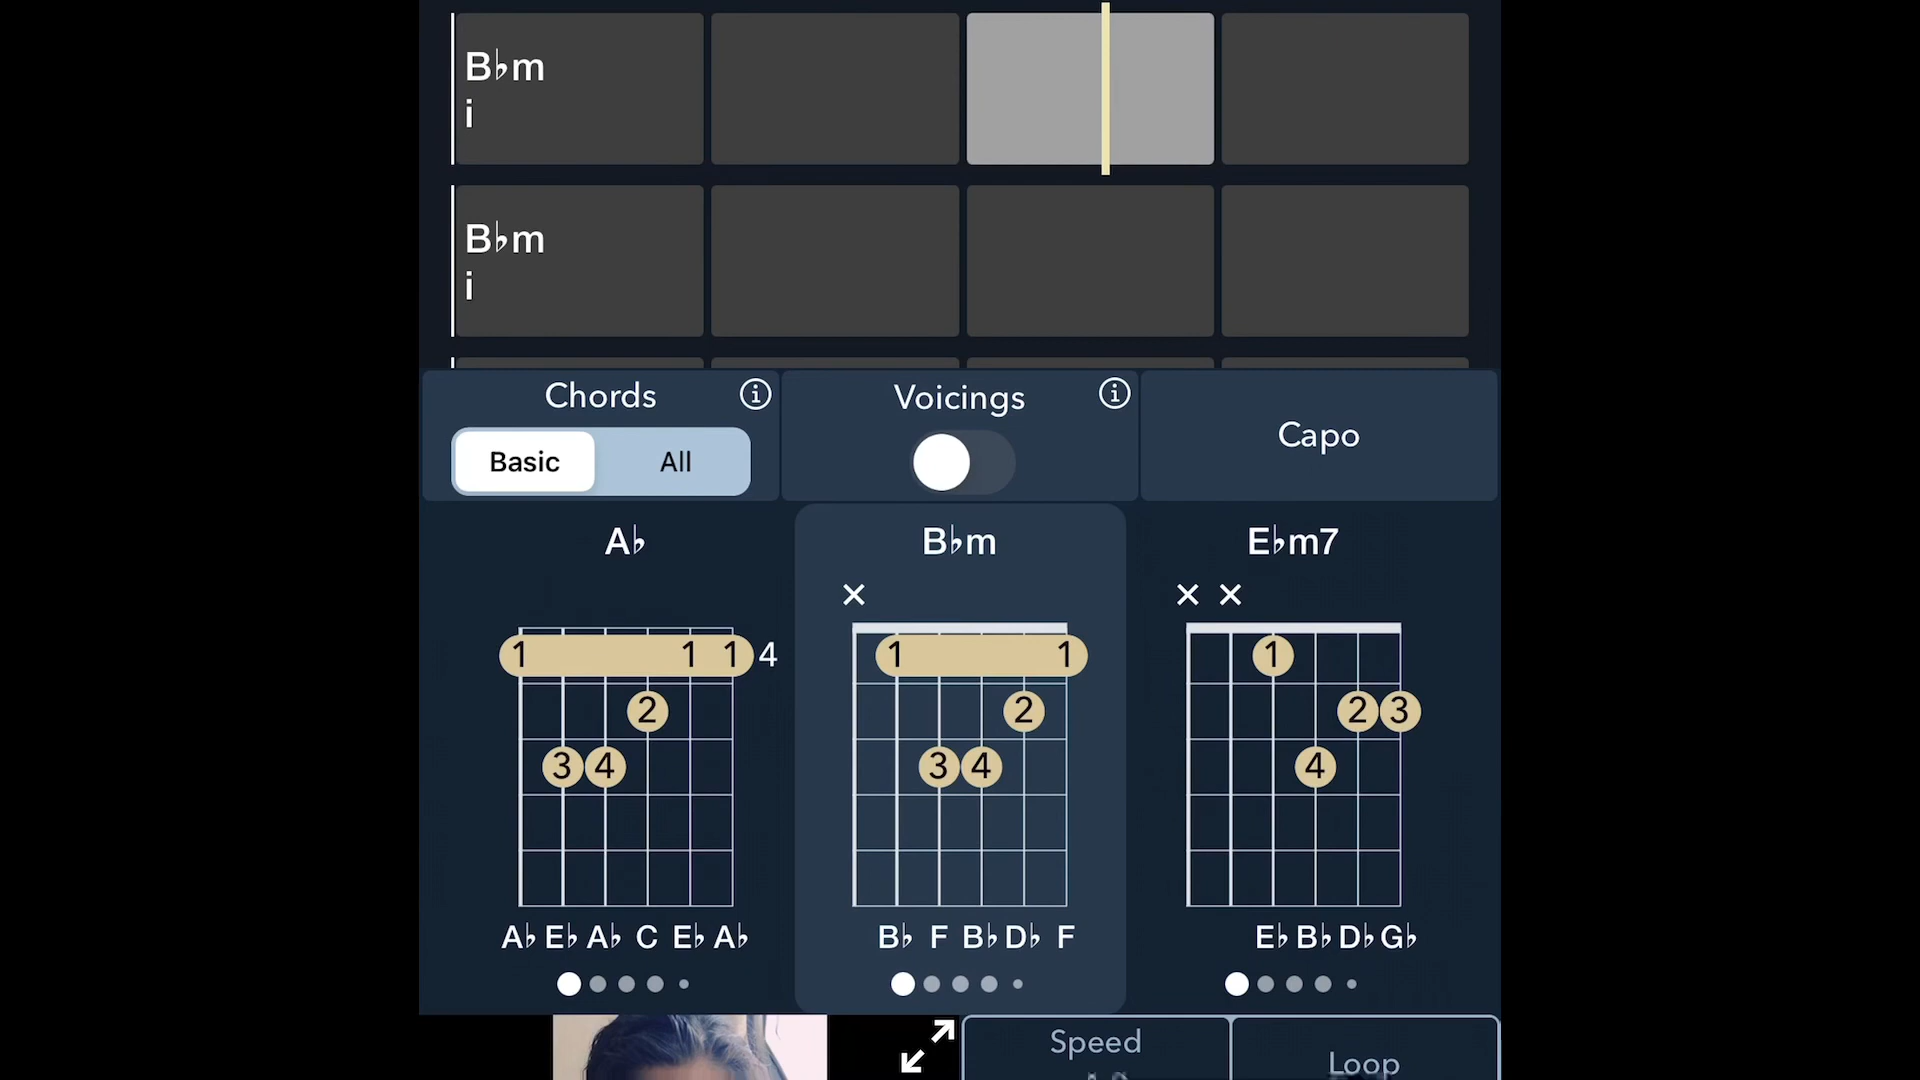 B♭m
i
B♭m
i
Chords ⓘ Voicings ⓘ Capo
Basic All
A♭ B♭m E♭m7
× × ×
1 1 1 4 1 1 1
2 2 2 3
3 4 3 4 4
A♭ E♭ A♭ C E♭ A♭ B♭ F B♭ D♭ F E♭ B♭ D♭ G♭
Speed Loop